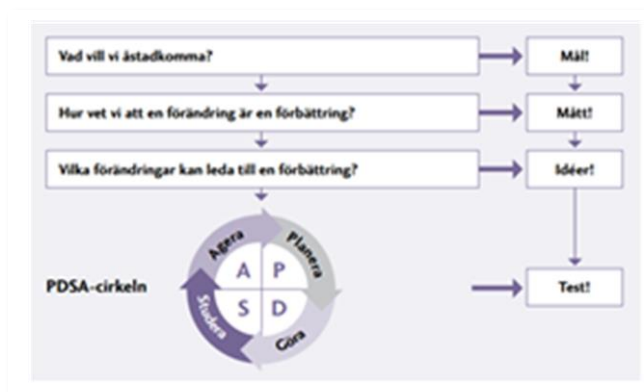 Vad vill vi åstadkomma?
Mål!
Hur vet vi att en förändring är en förbättring?
Mått!
Vilka förändringar kan leda till en förbättring?
Idéer!
PDSA-cirkeln
Agera
Planera
A P
S D
Studera
Göra
Test!